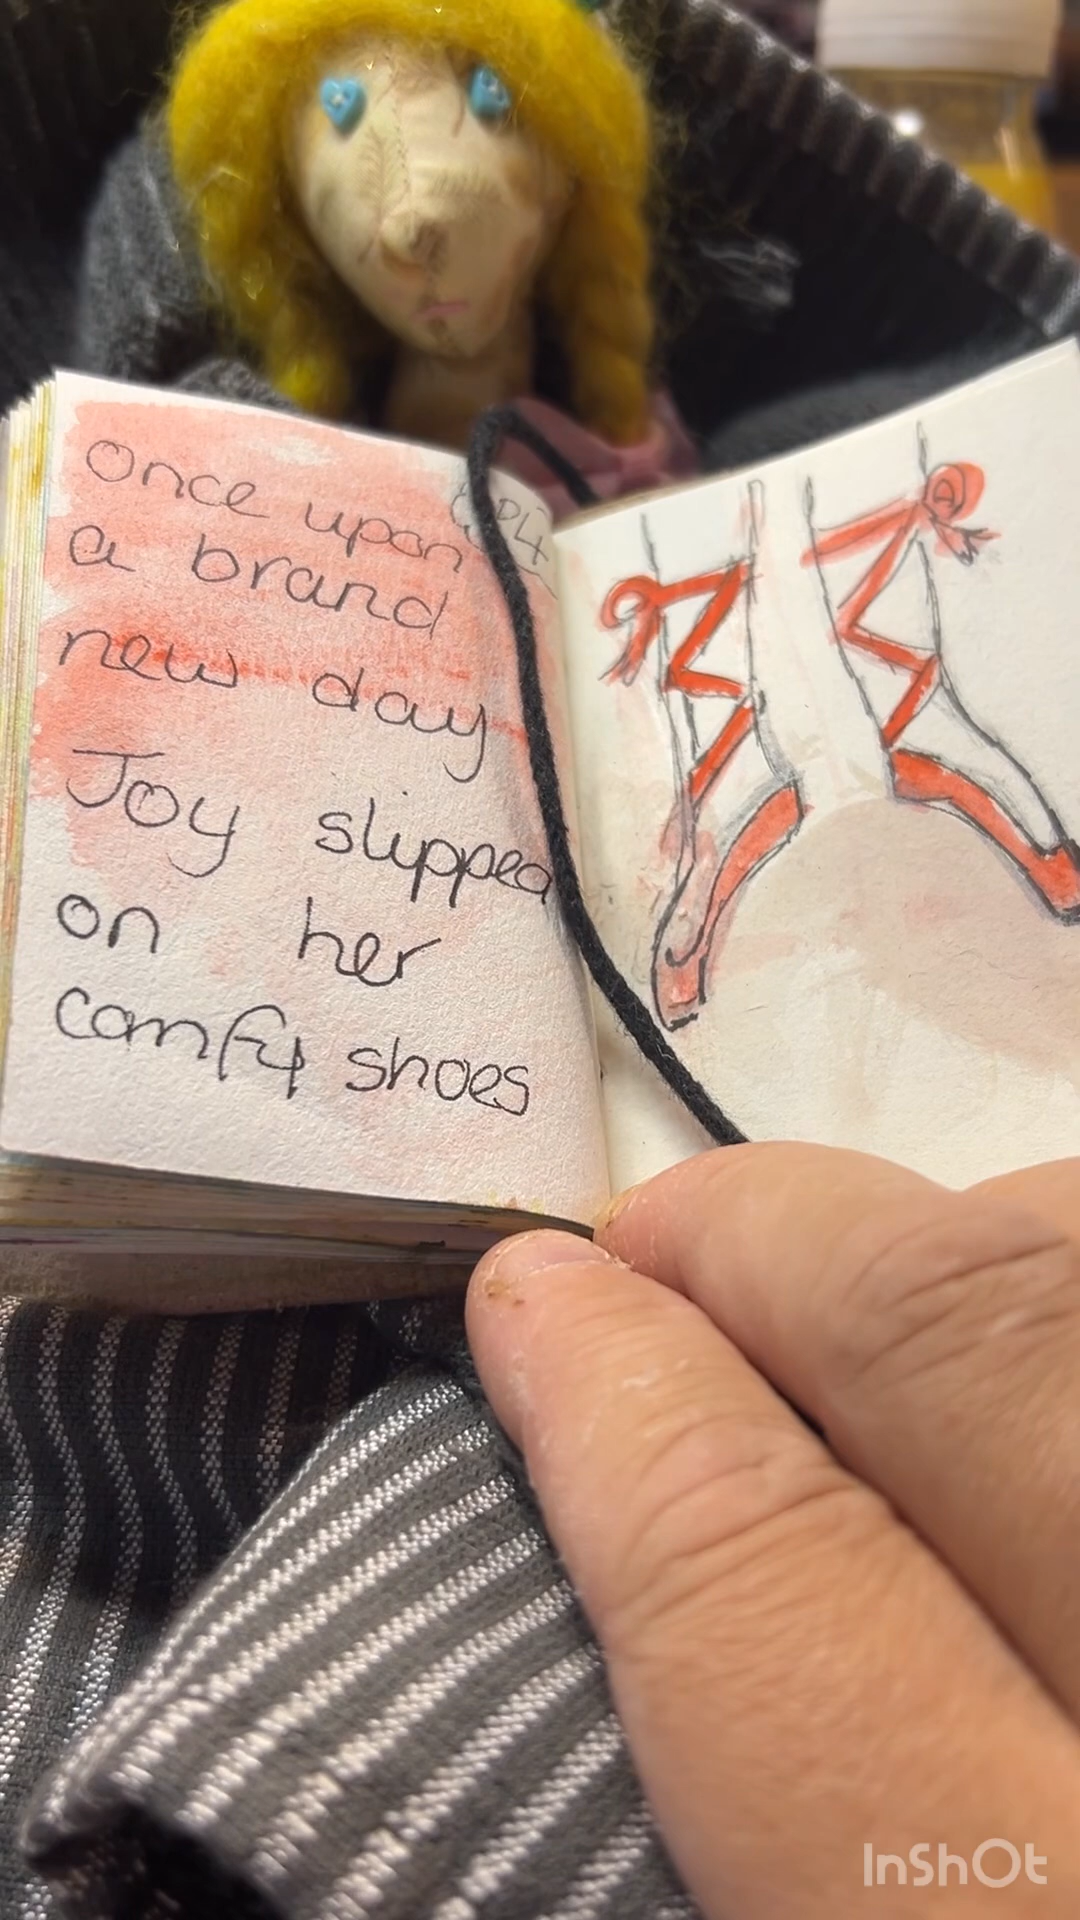 once upon
a brand
new day
Joy slipped
on her
comfy shoes
InShOt